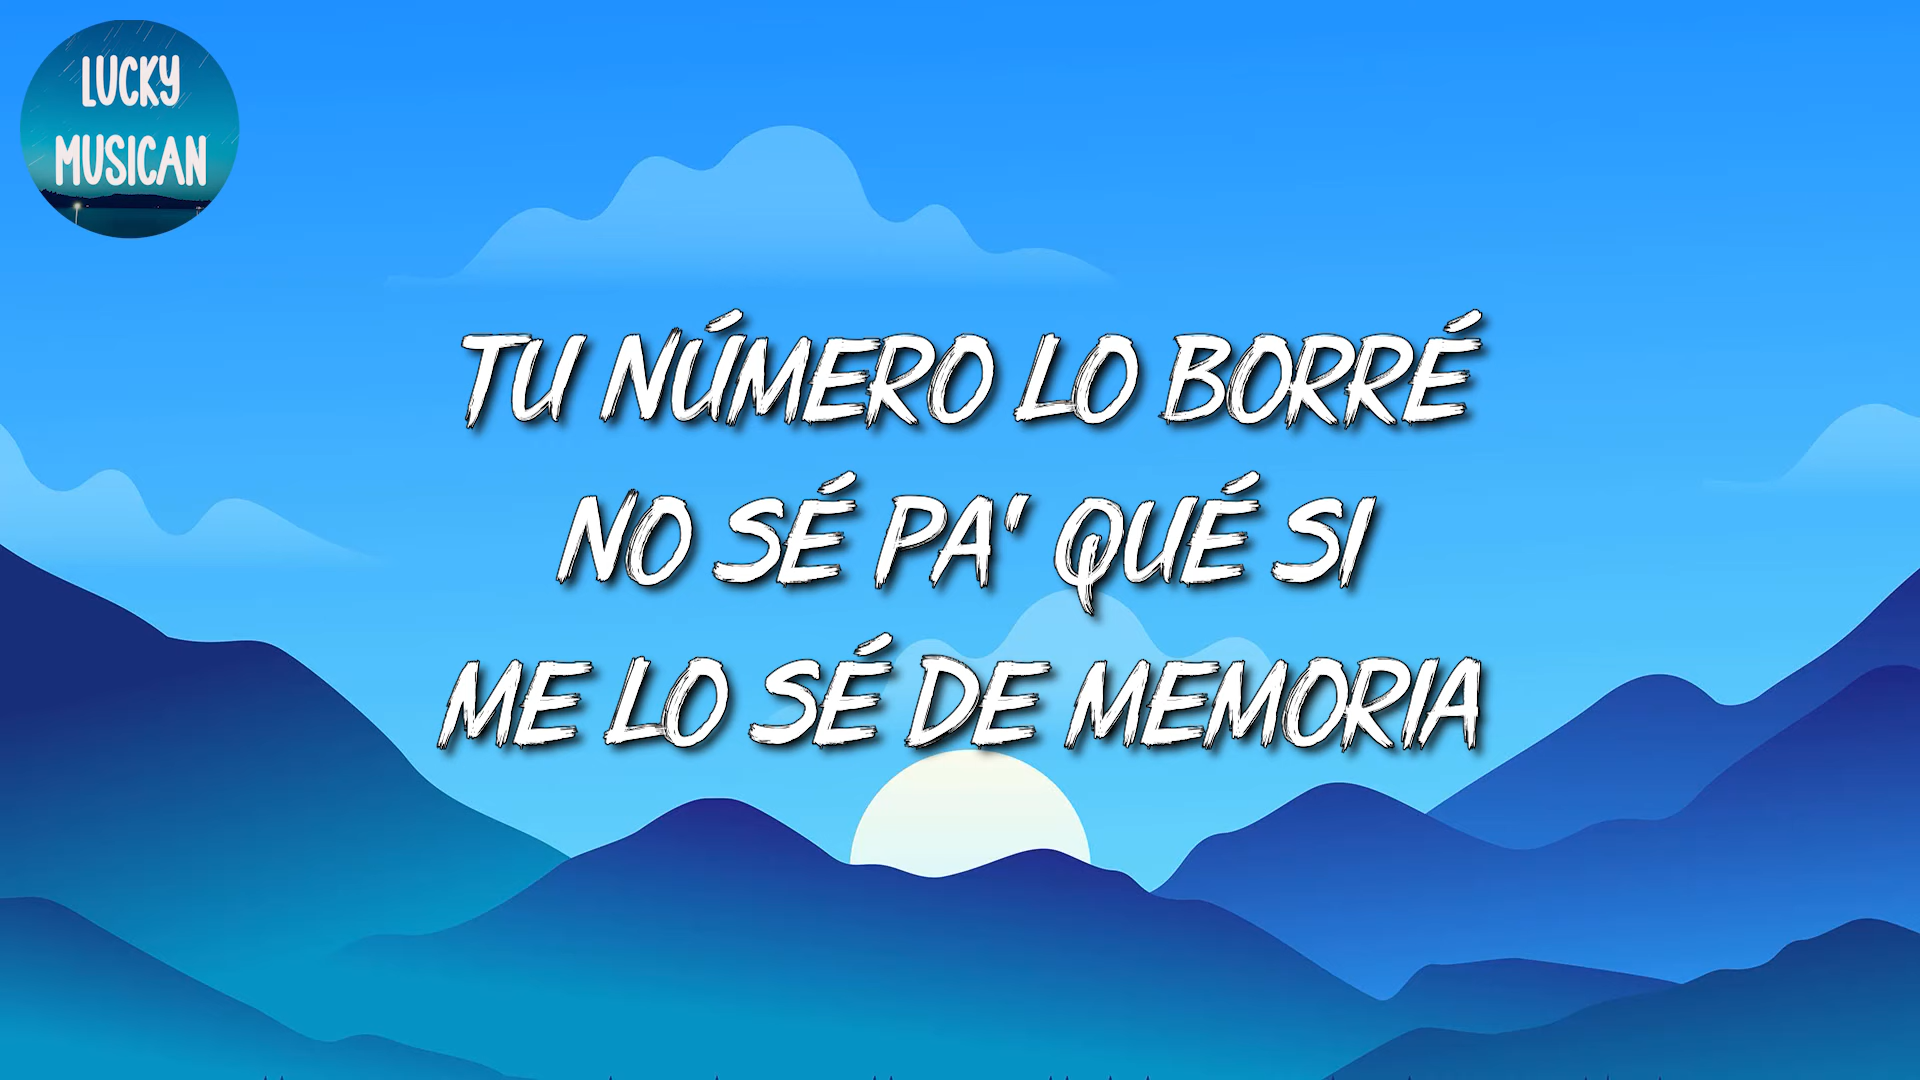 LUCKY
MUSICAN
TU NÚMERO LO BORRÉ
NO SÉ PA' QUÉ SI
ME LO SÉ DE MEMORIA